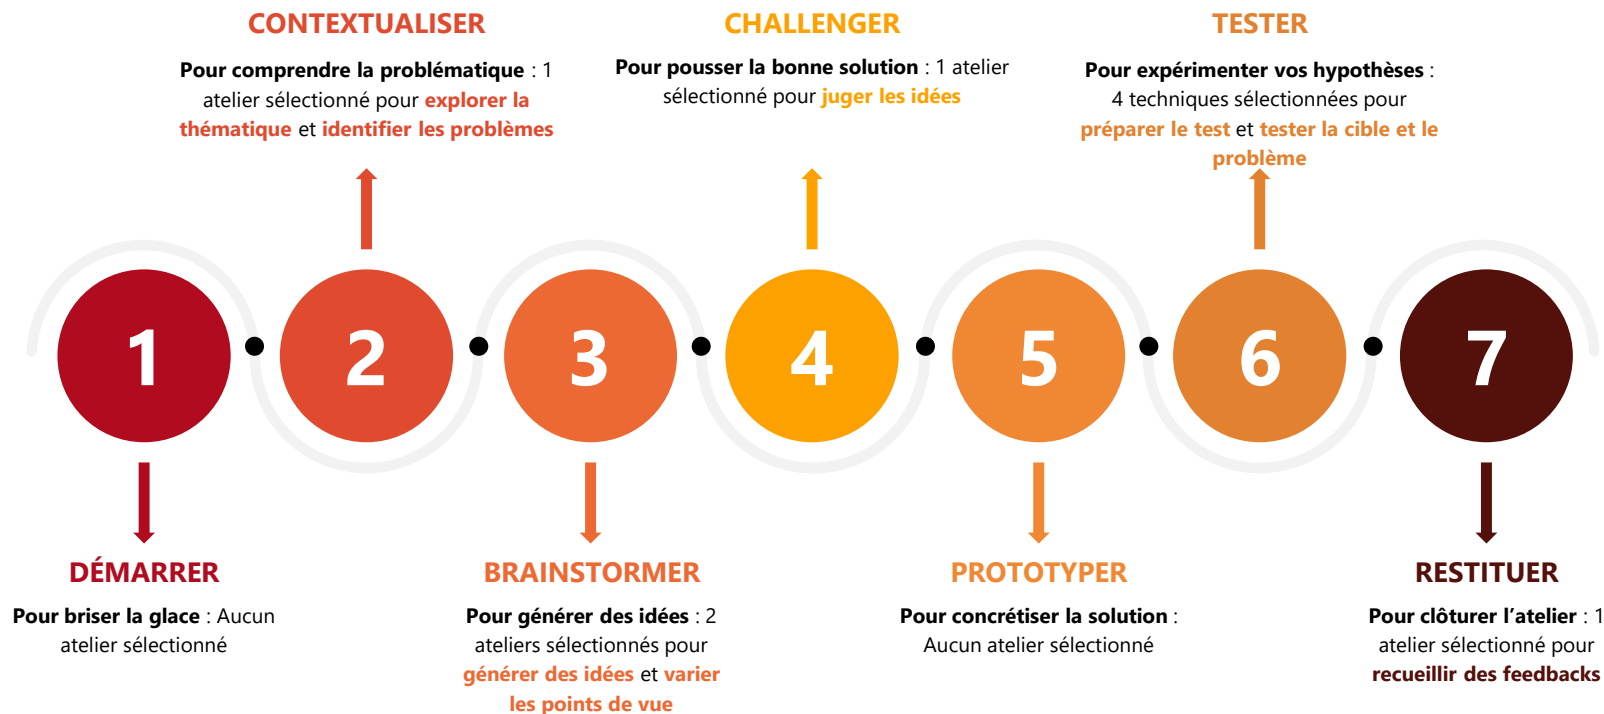 CONTEXTUALISER
Pour comprendre la problématique : 1
atelier sélectionné pour explorer la
thématique et identifier les problèmes
CHALLENGER
Pour pousser la bonne solution : 1 atelier
sélectionné pour juger les idées
TESTER
Pour expérimenter vos hypothèses :
4 techniques sélectionnées pour
préparer le test et tester la cible et le
problème
1
2
3
4
5
6
7
DÉMARRER
Pour briser la glace : Aucun
atelier sélectionné
BRAINSTORMER
Pour générer des idées : 2
ateliers sélectionnés pour
générer des idées et varier
les points de vue
PROTOTYPER
Pour concrétiser la solution :
Aucun atelier sélectionné
RESTITUER
Pour clôturer l’atelier : 1
atelier sélectionné pour
recueillir des feedbacks